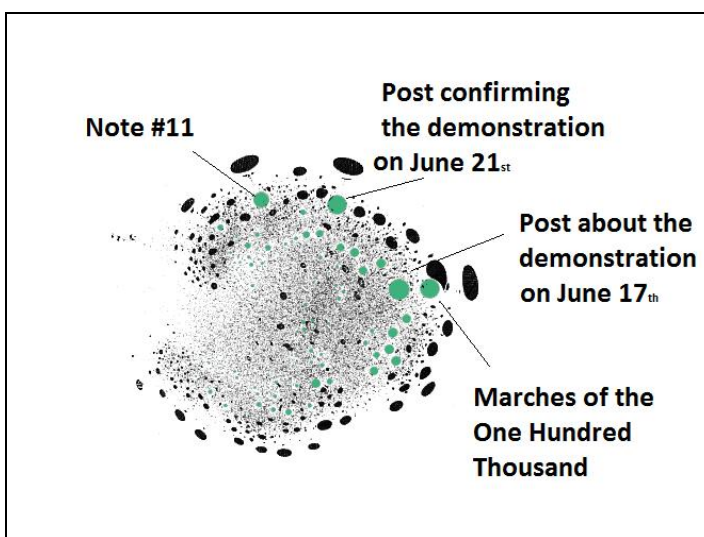 Note #11
Post confirming
the demonstration
on June 21st
Post about the
demonstration
on June 17th
Marches of the
One Hundred
Thousand